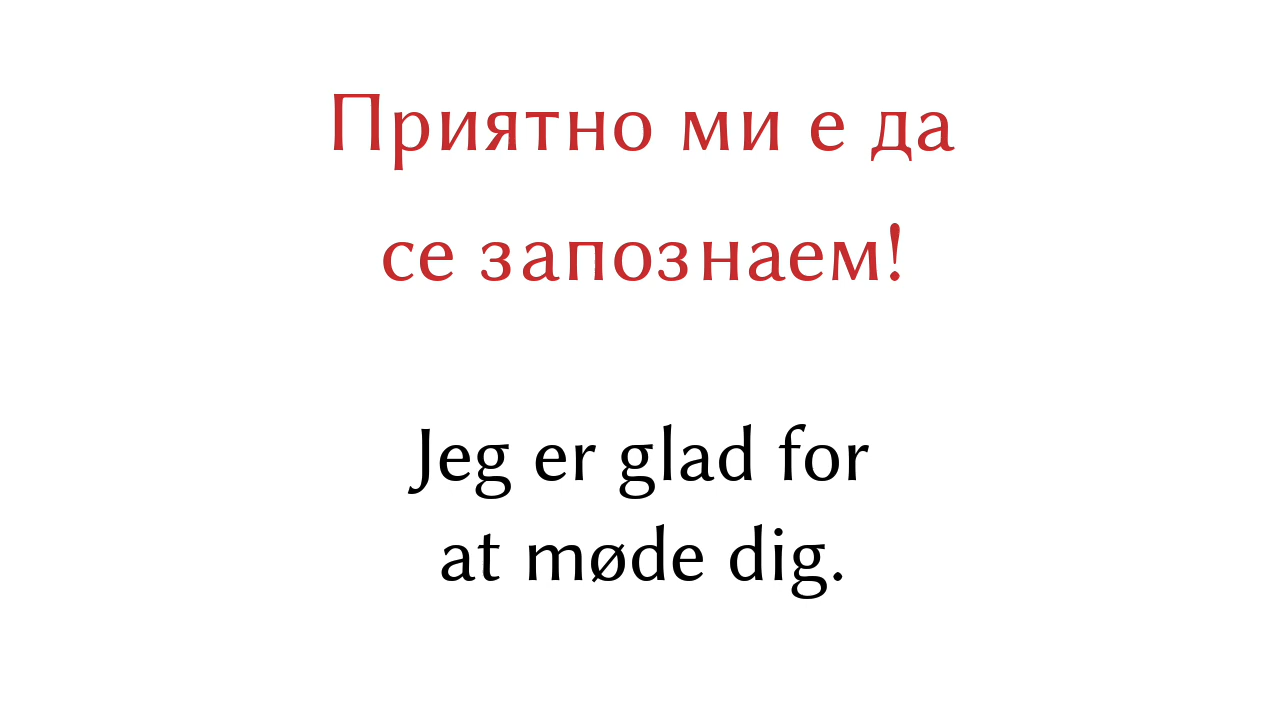 Приятно ми е да
се запознаем!
Jeg er glad for
at møde dig.